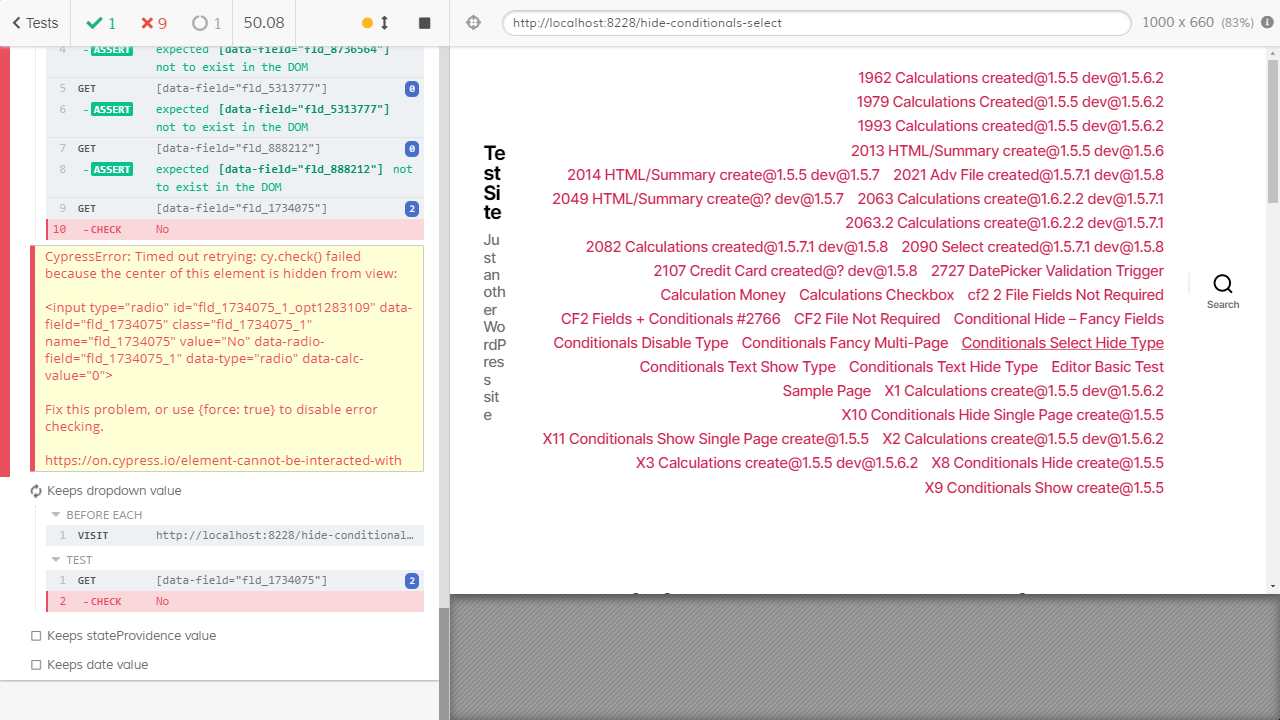 Tests
1
9
1
50.08
http://localhost:8228/hide-conditionals-select
1000 x 660 (83%)
4 - ASSERT expected [data-field="fld_8736564"]
not to exist in the DOM
5 GET [data-field="fld_5313777"] 0
6 - ASSERT expected [data-field="fld_5313777"]
not to exist in the DOM
7 GET [data-field="fld_888212"] 0
8 - ASSERT expected [data-field="fld_888212"] not
to exist in the DOM
9 GET [data-field="fld_1734075"] 2
10 - CHECK No
CypressError: Timed out retrying: cy.check() failed
because the center of this element is hidden from view:
<input type="radio" id="fld_1734075_1_opt1283109" data-
field="fld_1734075" class="fld_1734075_1"
name="fld_1734075" value="No" data-radio-
field="fld_1734075_1" data-type="radio" data-calc-
value="0">
Fix this problem, or use {force: true} to disable error
checking.
https://on.cypress.io/element-cannot-be-interacted-with
Keeps dropdown value
BEFORE EACH
1 VISIT http://localhost:8228/hide-conditional…
TEST
1 GET [data-field="fld_1734075"] 2
2 - CHECK No
Keeps stateProvidence value
Keeps date value
Te
st
Si
te
Ju
st
an
oth
er
Wo
rdP
res
s
sit
e
1962 Calculations created@1.5.5 dev@1.5.6.2
1979 Calculations Created@1.5.5 dev@1.5.6.2
1993 Calculations created@1.5.5 dev@1.5.6.2
2013 HTML/Summary create@1.5.5 dev@1.5.6
2014 HTML/Summary create@1.5.5 dev@1.5.7 2021 Adv File created@1.5.7.1 dev@1.5.8
2049 HTML/Summary create@? dev@1.5.7 2063 Calculations create@1.6.2.2 dev@1.5.7.1
2063.2 Calculations create@1.6.2.2 dev@1.5.7.1
2082 Calculations created@1.5.7.1 dev@1.5.8 2090 Select created@1.5.7.1 dev@1.5.8
2107 Credit Card created@? dev@1.5.8 2727 DatePicker Validation Trigger
Calculation Money Calculations Checkbox cf2 2 File Fields Not Required
CF2 Fields + Conditionals #2766 CF2 File Not Required Conditional Hide – Fancy Fields
Conditionals Disable Type Conditionals Fancy Multi-Page Conditionals Select Hide Type
Conditionals Text Show Type Conditionals Text Hide Type Editor Basic Test
Sample Page X1 Calculations create@1.5.5 dev@1.5.6.2
X10 Conditionals Hide Single Page create@1.5.5
X11 Conditionals Show Single Page create@1.5.5 X2 Calculations create@1.5.5 dev@1.5.6.2
X3 Calculations create@1.5.5 dev@1.5.6.2 X8 Conditionals Hide create@1.5.5
X9 Conditionals Show create@1.5.5
Search